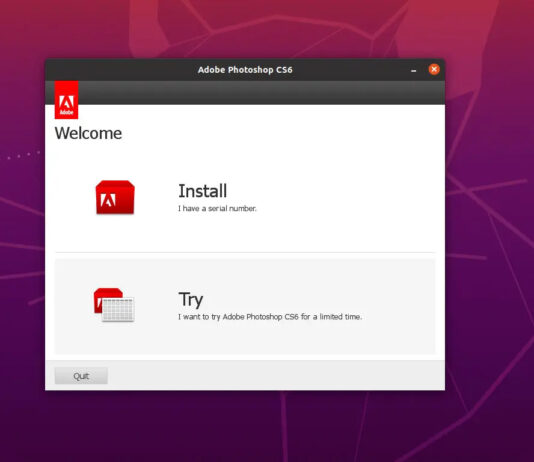 Adobe Photoshop CS6
Adobe
Welcome
Install
I have a serial number.
Try
I want to try Adobe Photoshop CS6 for a limited time.
Quit